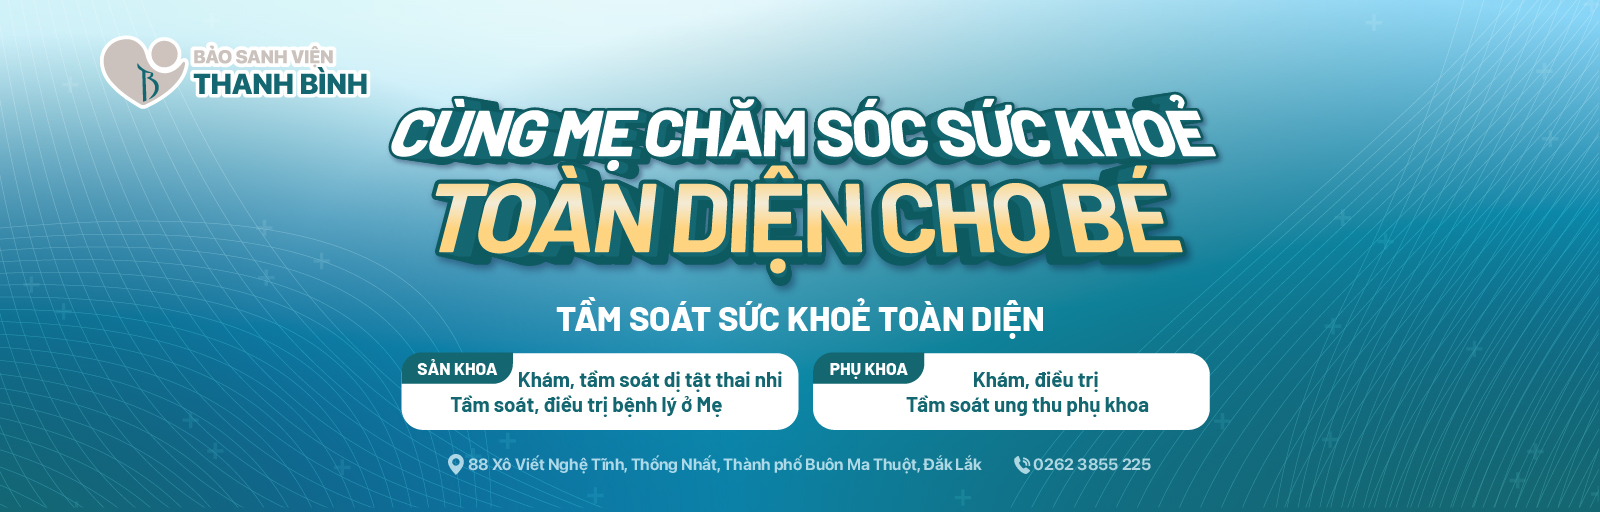 BẢO SANH VIỆN
THANH BÌNH
CÙNG MẸ CHĂM SÓC SỨC KHOẺ
TOÀN DIỆN CHO BÉ
TẦM SOÁT SỨC KHOẺ TOÀN DIỆN
SẢN KHOA
Khám, tầm soát dị tật thai nhi
Tầm soát, điều trị bệnh lý ở Mẹ
PHỤ KHOA
Khám, điều trị
Tầm soát ung thu phụ khoa
88 Xô Viết Nghệ Tĩnh, Thống Nhất, Thành phố Buôn Ma Thuột, Đắk Lắk
0262 3855 225